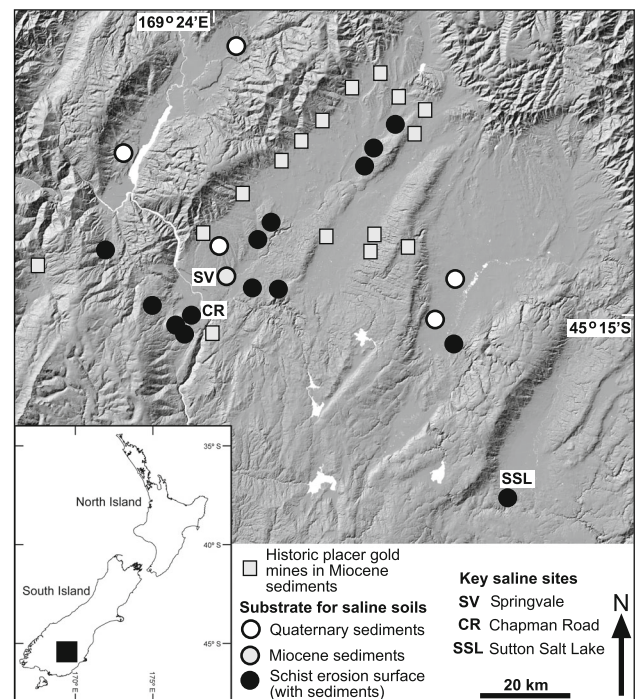 169° 24'E
SV
CR
45° 15'S
SSL
35° S
North Island
40° S
South Island
45° S
170° E
175° E
Historic placer gold
mines in Miocene
sediments
Substrate for saline soils
Quaternary sediments
Miocene sediments
Schist erosion surface
(with sediments)
Key saline sites
SV Springvale
CR Chapman Road
SSL Sutton Salt Lake
N
20 km